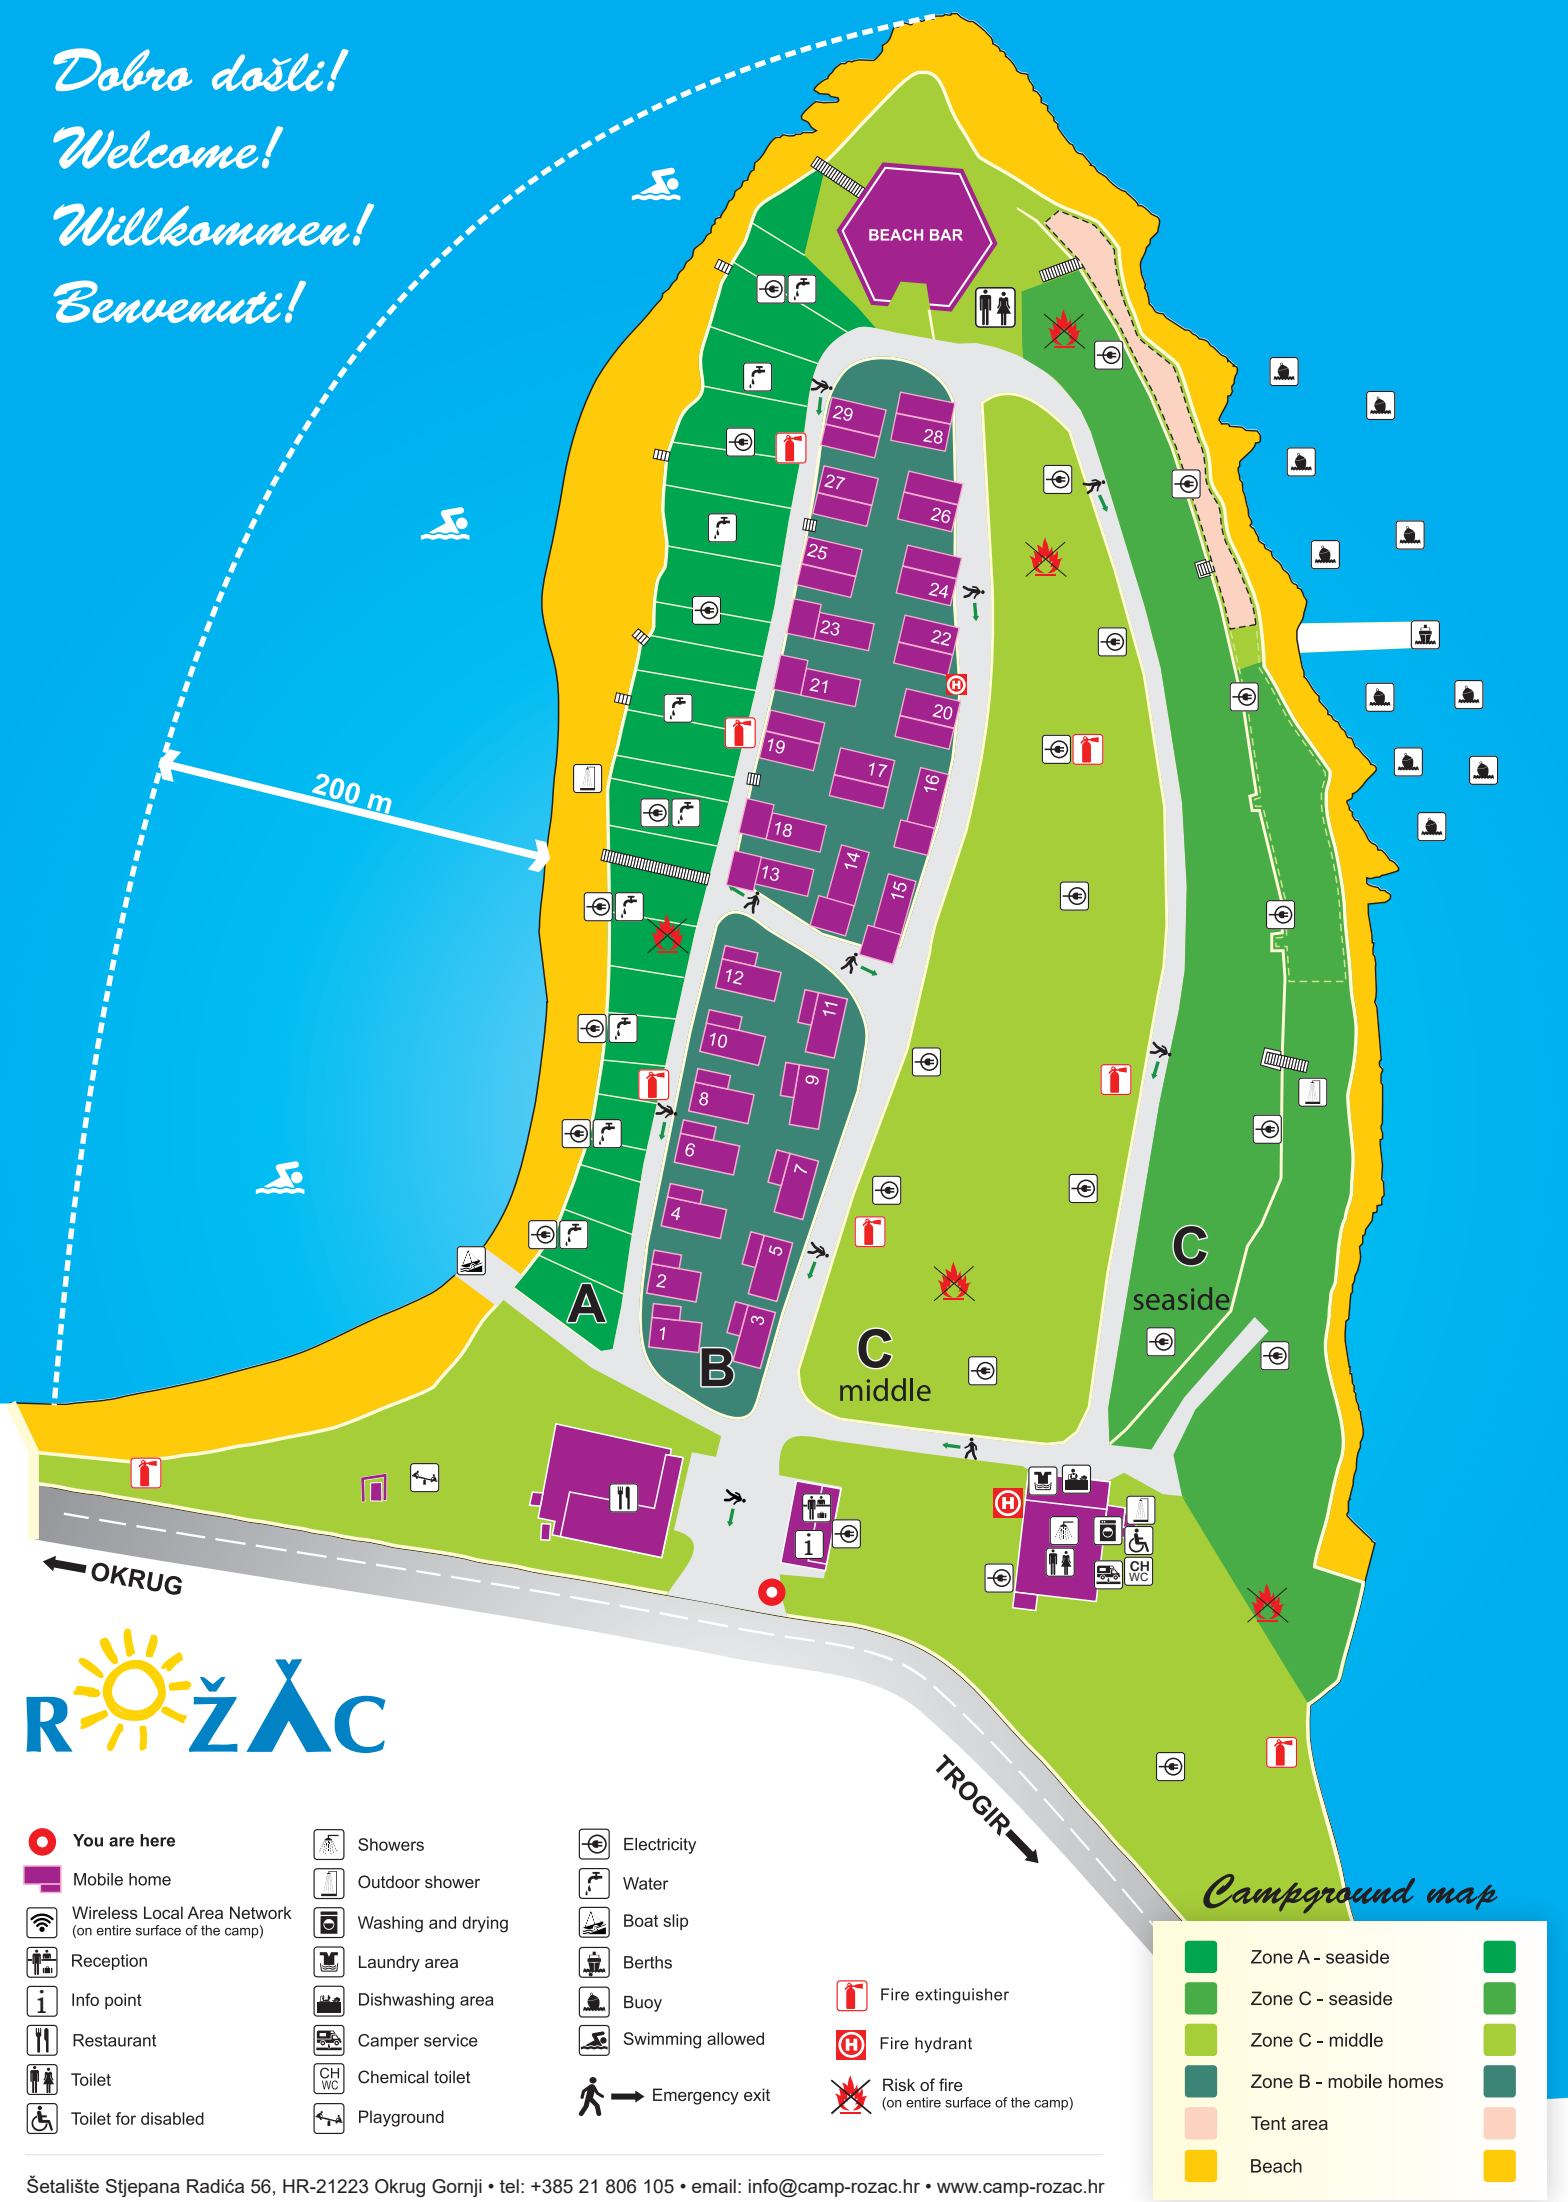 Dobro došli!
Welcome!
Willkommen!
Benvenuti!
BEACH BAR
29
28
27
26
25
24
23
22
21
20
19
17
16
18
14
13
15
200 m
12
11
10
9
8
6
7
4
5
2
1
3
A
B
C
middle
C
seaside
H
H
i
CH
WC
OKRUG
TROGIR
ROŽAC
You are here
Mobile home
Wireless Local Area Network
(on entire surface of the camp)
Reception
i Info point
Restaurant
Toilet
Toilet for disabled
Showers
Outdoor shower
Washing and drying
Laundry area
Dishwashing area
Camper service
CH
WC
Chemical toilet
Playground
Electricity
Water
Boat slip
Berths
Buoy
Swimming allowed
Emergency exit
Fire extinguisher
H Fire hydrant
Risk of fire
(on entire surface of the camp)
Campground map
Zone A - seaside
Zone C - seaside
Zone C - middle
Zone B - mobile homes
Tent area
Beach
Šetalište Stjepana Radića 56, HR-21223 Okrug Gornji • tel: +385 21 806 105 • email: info@camp-rozac.hr • www.camp-rozac.hr